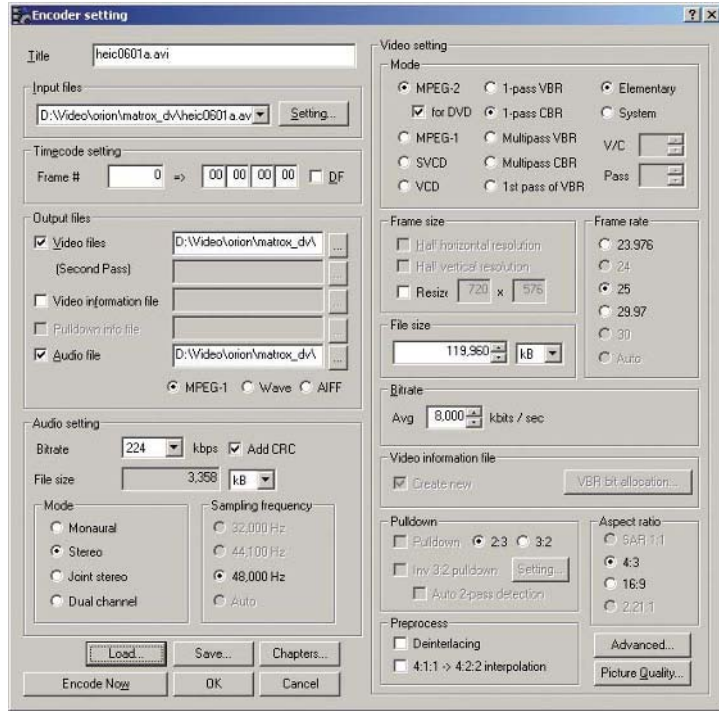 Encoder setting
Title heic0601a.avi
Input files
D:\Video\orion\matrox_dv\heic0601a.av Setting...
Timecode setting
Frame # 0 => 00 00 00 00 DF
Output files
Video files D:\Video\orion\matrox_dv\ ...
(Second Pass) ...
Video information file ...
Pulldown info file ...
Audio file D:\Video\orion\matrox_dv\ ...
MPEG-1 Wave AIFF
Audio setting
Bitrate 224 kbps Add CRC
File size 3,358 kB
Mode
Monaural
Stereo
Joint stereo
Dual channel
Sampling frequency
32,000 Hz
44,100 Hz
48,000 Hz
Auto
Load... Save... Chapters...
Encode Now OK Cancel
Video setting
Mode
MPEG-2 1-pass VBR Elementary
for DVD 1-pass CBR System
MPEG-1 Multipass VBR V/C
SVCD Multipass CBR Pass
VCD 1st pass of VBR
Frame size
Half horizontal resolution
Half vertical resolution
Resize 720 x 576
Frame rate
23.976
24
25
29.97
30
Auto
File size
119,960 kB
Bitrate
Avg 8,000 kbits / sec
Video information file
Create new VBR bit allocation...
Pulldown
Pulldown 2:3 3:2
Inv 3:2 pulldown Setting...
Auto 2-pass detection
Aspect ratio
SAR 1:1
4:3
16:9
2.21:1
Preprocess
Deinterlacing
4:1:1 -> 4:2:2 interpolation
Advanced...
Picture Quality...